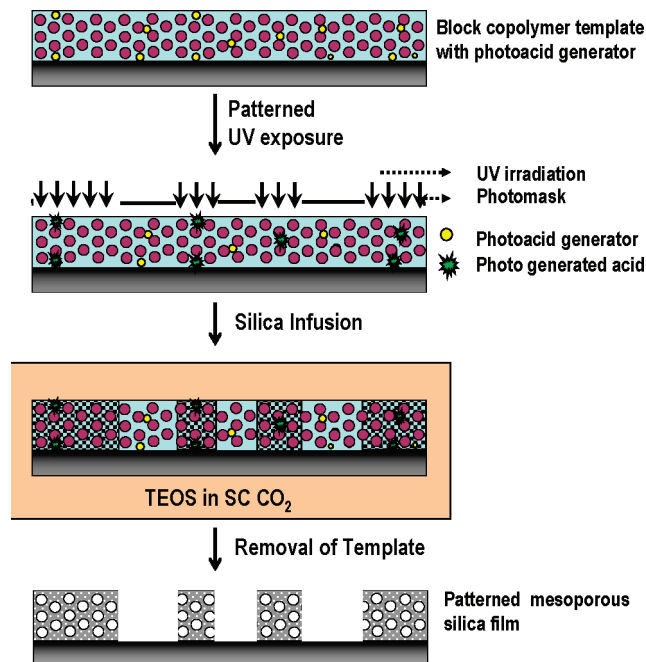 Block copolymer template
with photoacid generator
Patterned
UV exposure
UV irradiation
Photomask
Photoacid generator
Photo generated acid
Silica Infusion
TEOS in SC CO₂
Removal of Template
Patterned mesoporous
silica film